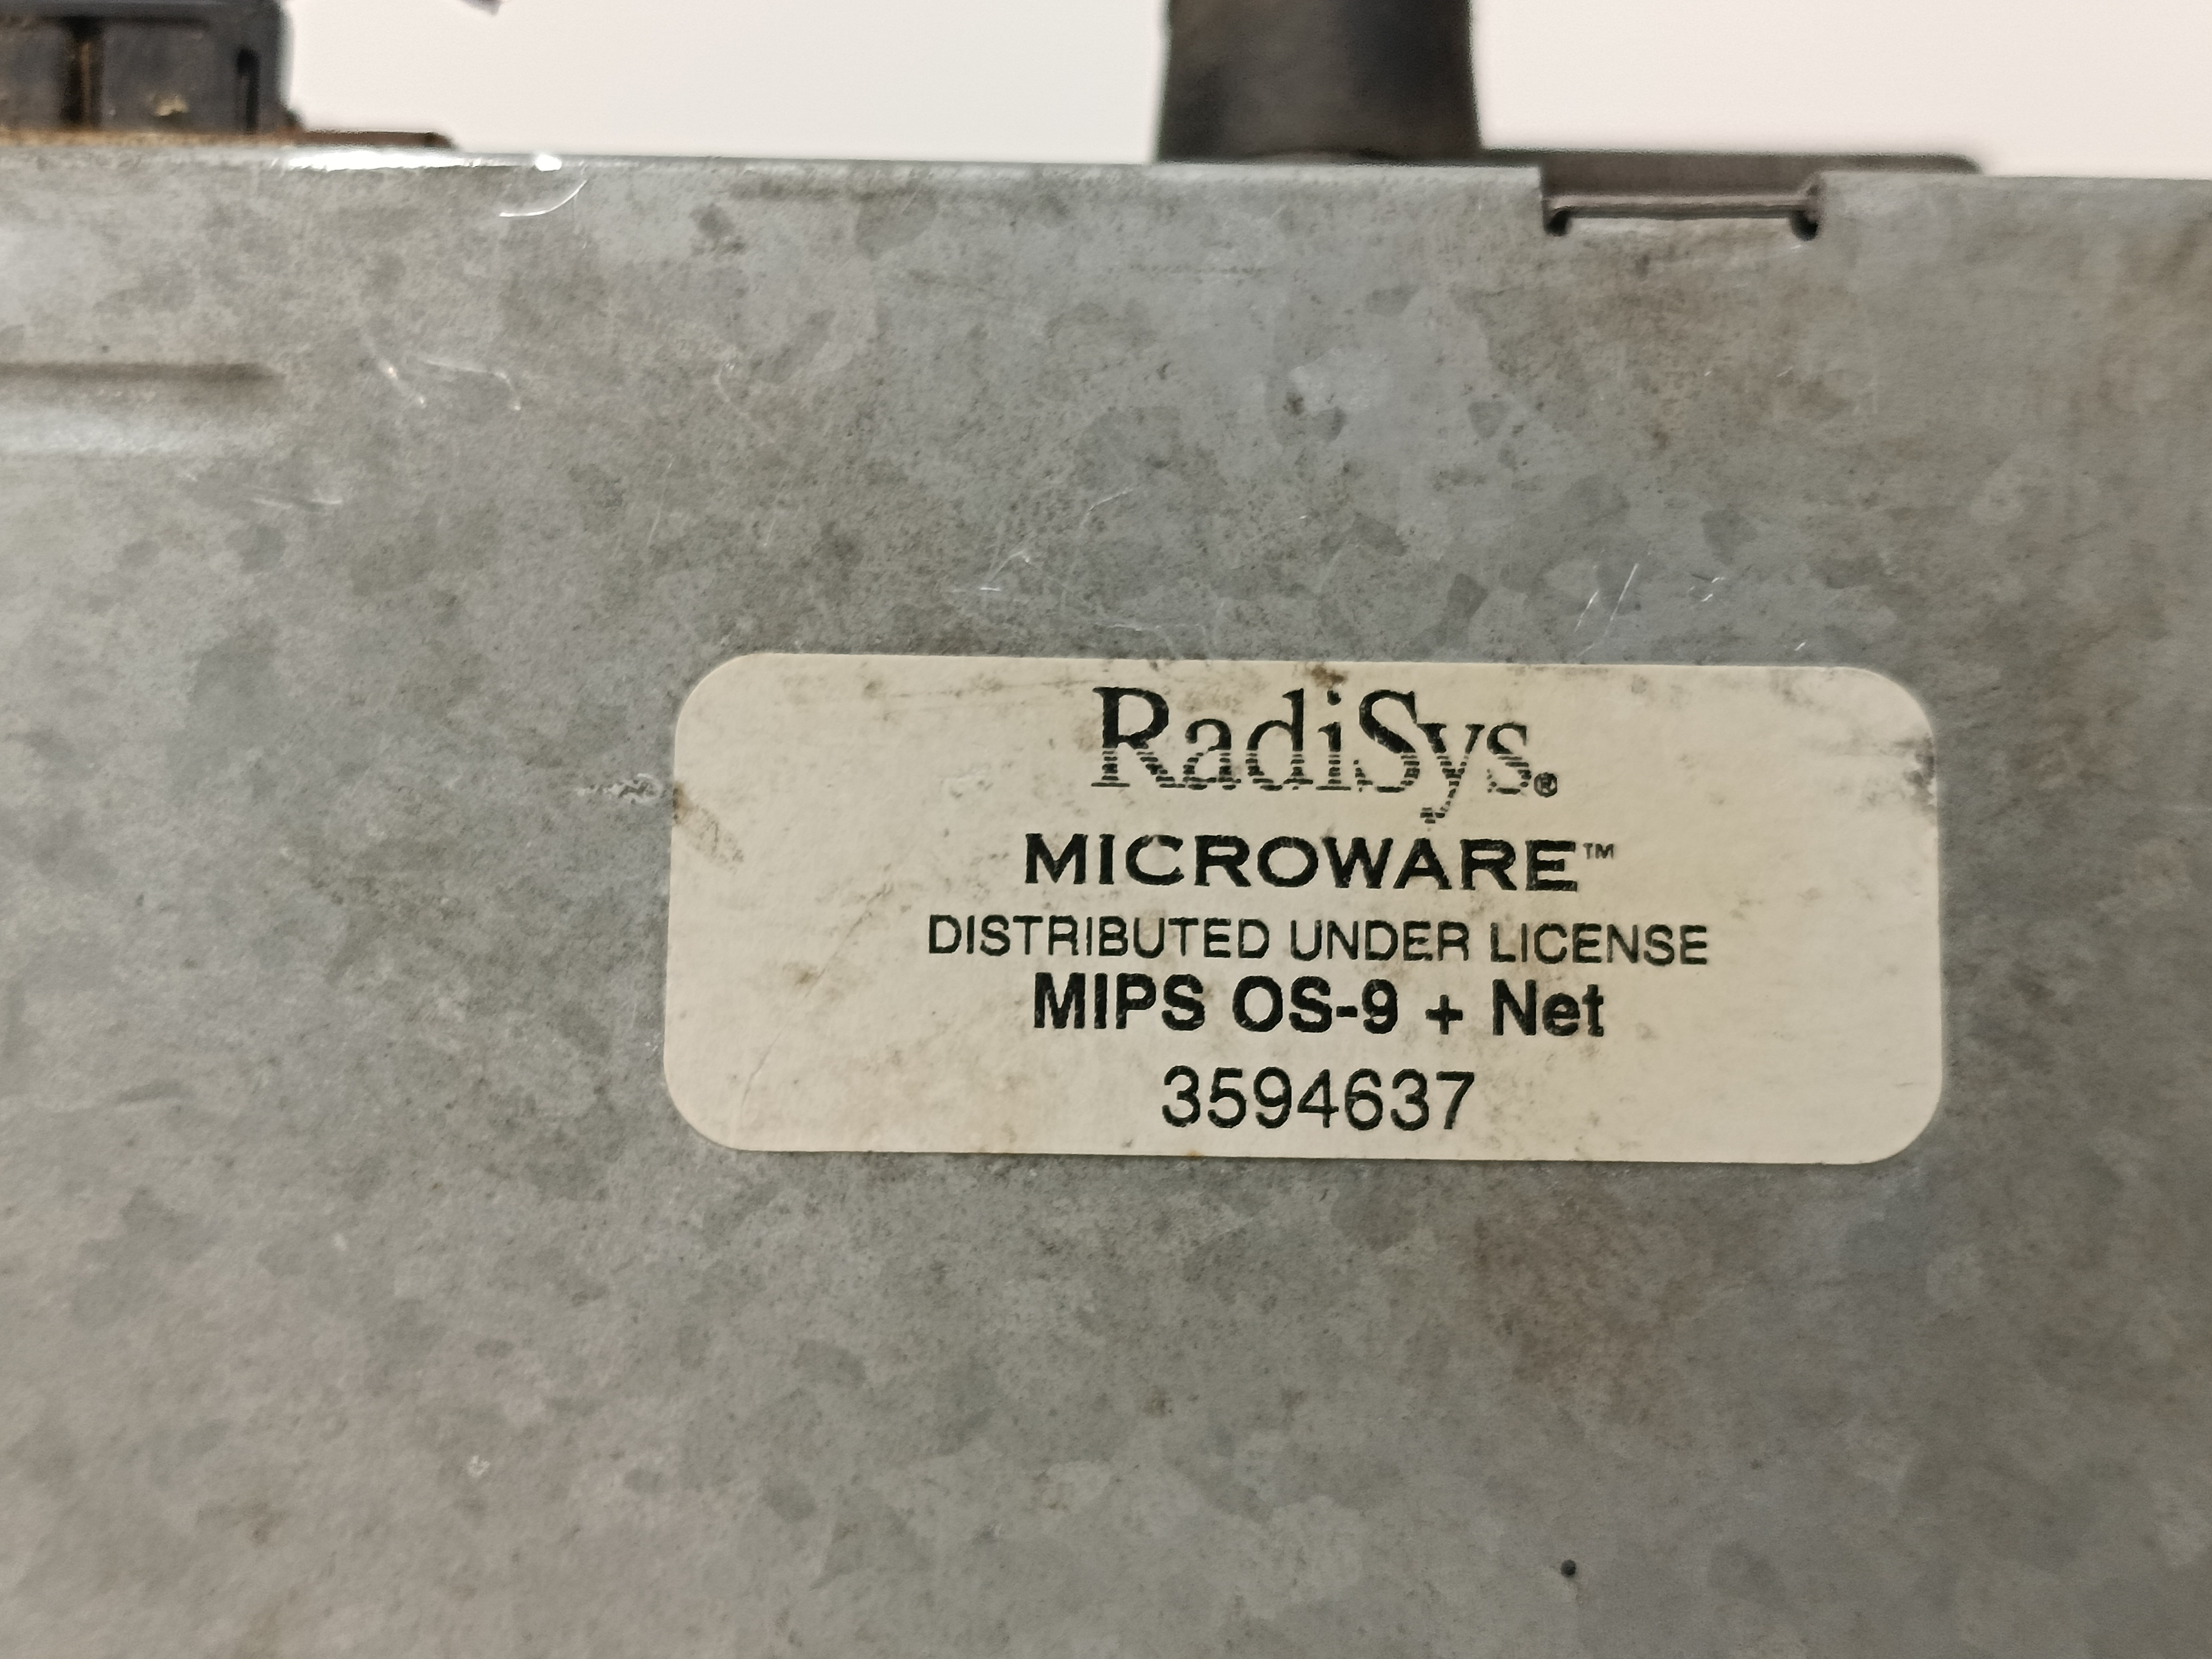 RadiSys®
MICROWARE™
DISTRIBUTED UNDER LICENSE
MIPS OS-9 + Net
3594637